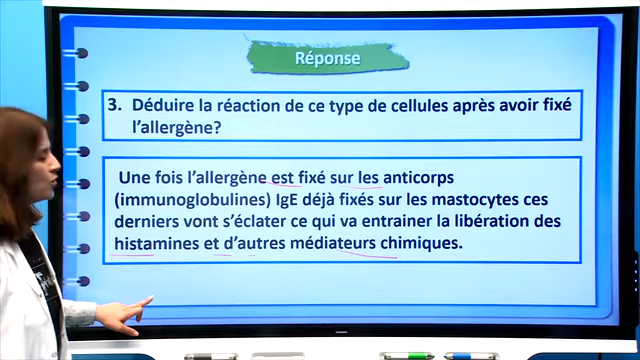 Réponse
3. Déduire la réaction de ce type de cellules après avoir fixé
l’allergène?
Une fois l’allergène est fixé sur les anticorps
(immunoglobulines) IgE déjà fixés sur les mastocytes ces
derniers vont s’éclater ce qui va entrainer la libération des
histamines et d’autres médiateurs chimiques.